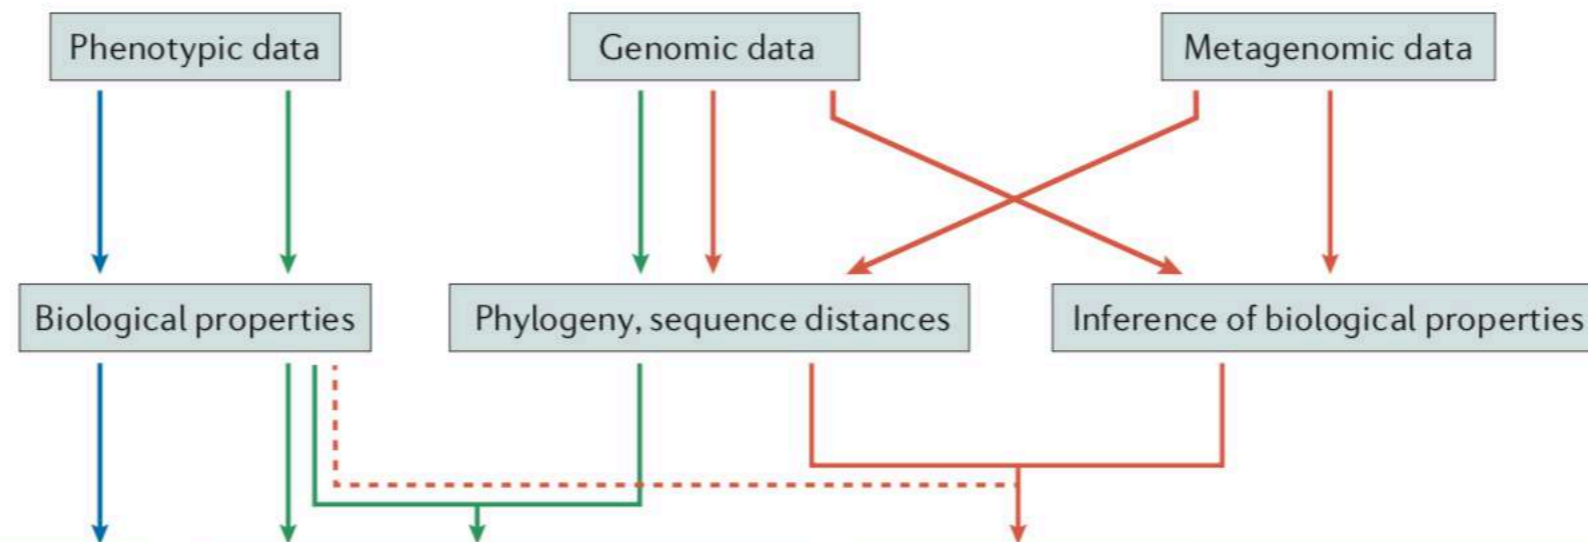 Phenotypic data
Genomic data
Metagenomic data
Biological properties
Phylogeny, sequence distances
Inference of biological properties